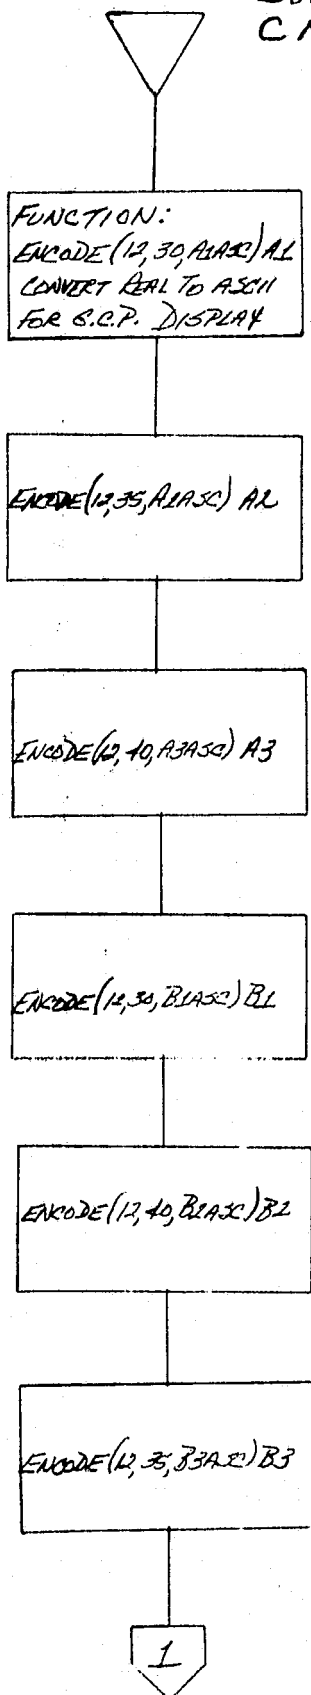 FUNCTION:
ENCODE(12,30,A1ASC)A1
CONVERT REAL TO ASCII
FOR S.C.P. DISPLAY
ENCODE(12,35,A2ASC) A2
ENCODE(12,40,A3ASC) A3
ENCODE(12,30,B1ASC)B1
ENCODE(12,40,B2ASC)B2
ENCODE(12,35,B3ASC)B3
1